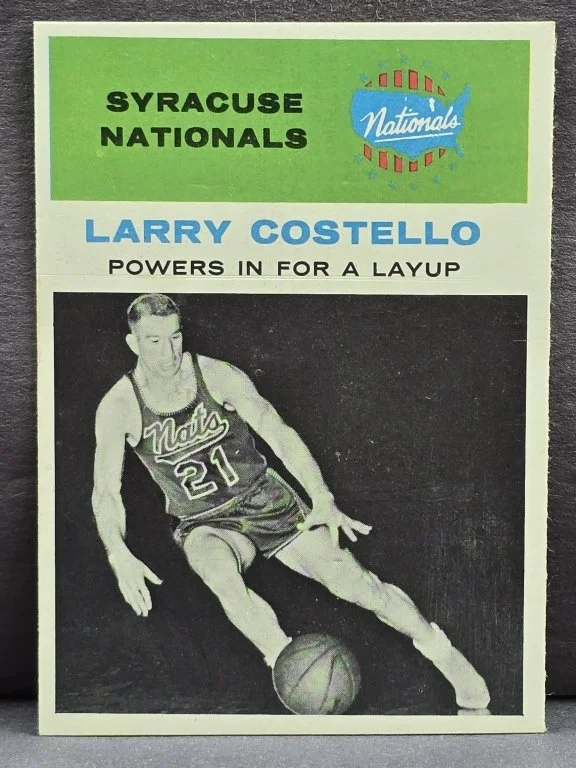 SYRACUSE
NATIONALS
Nationals
LARRY COSTELLO
POWERS IN FOR A LAYUP
Nats
21